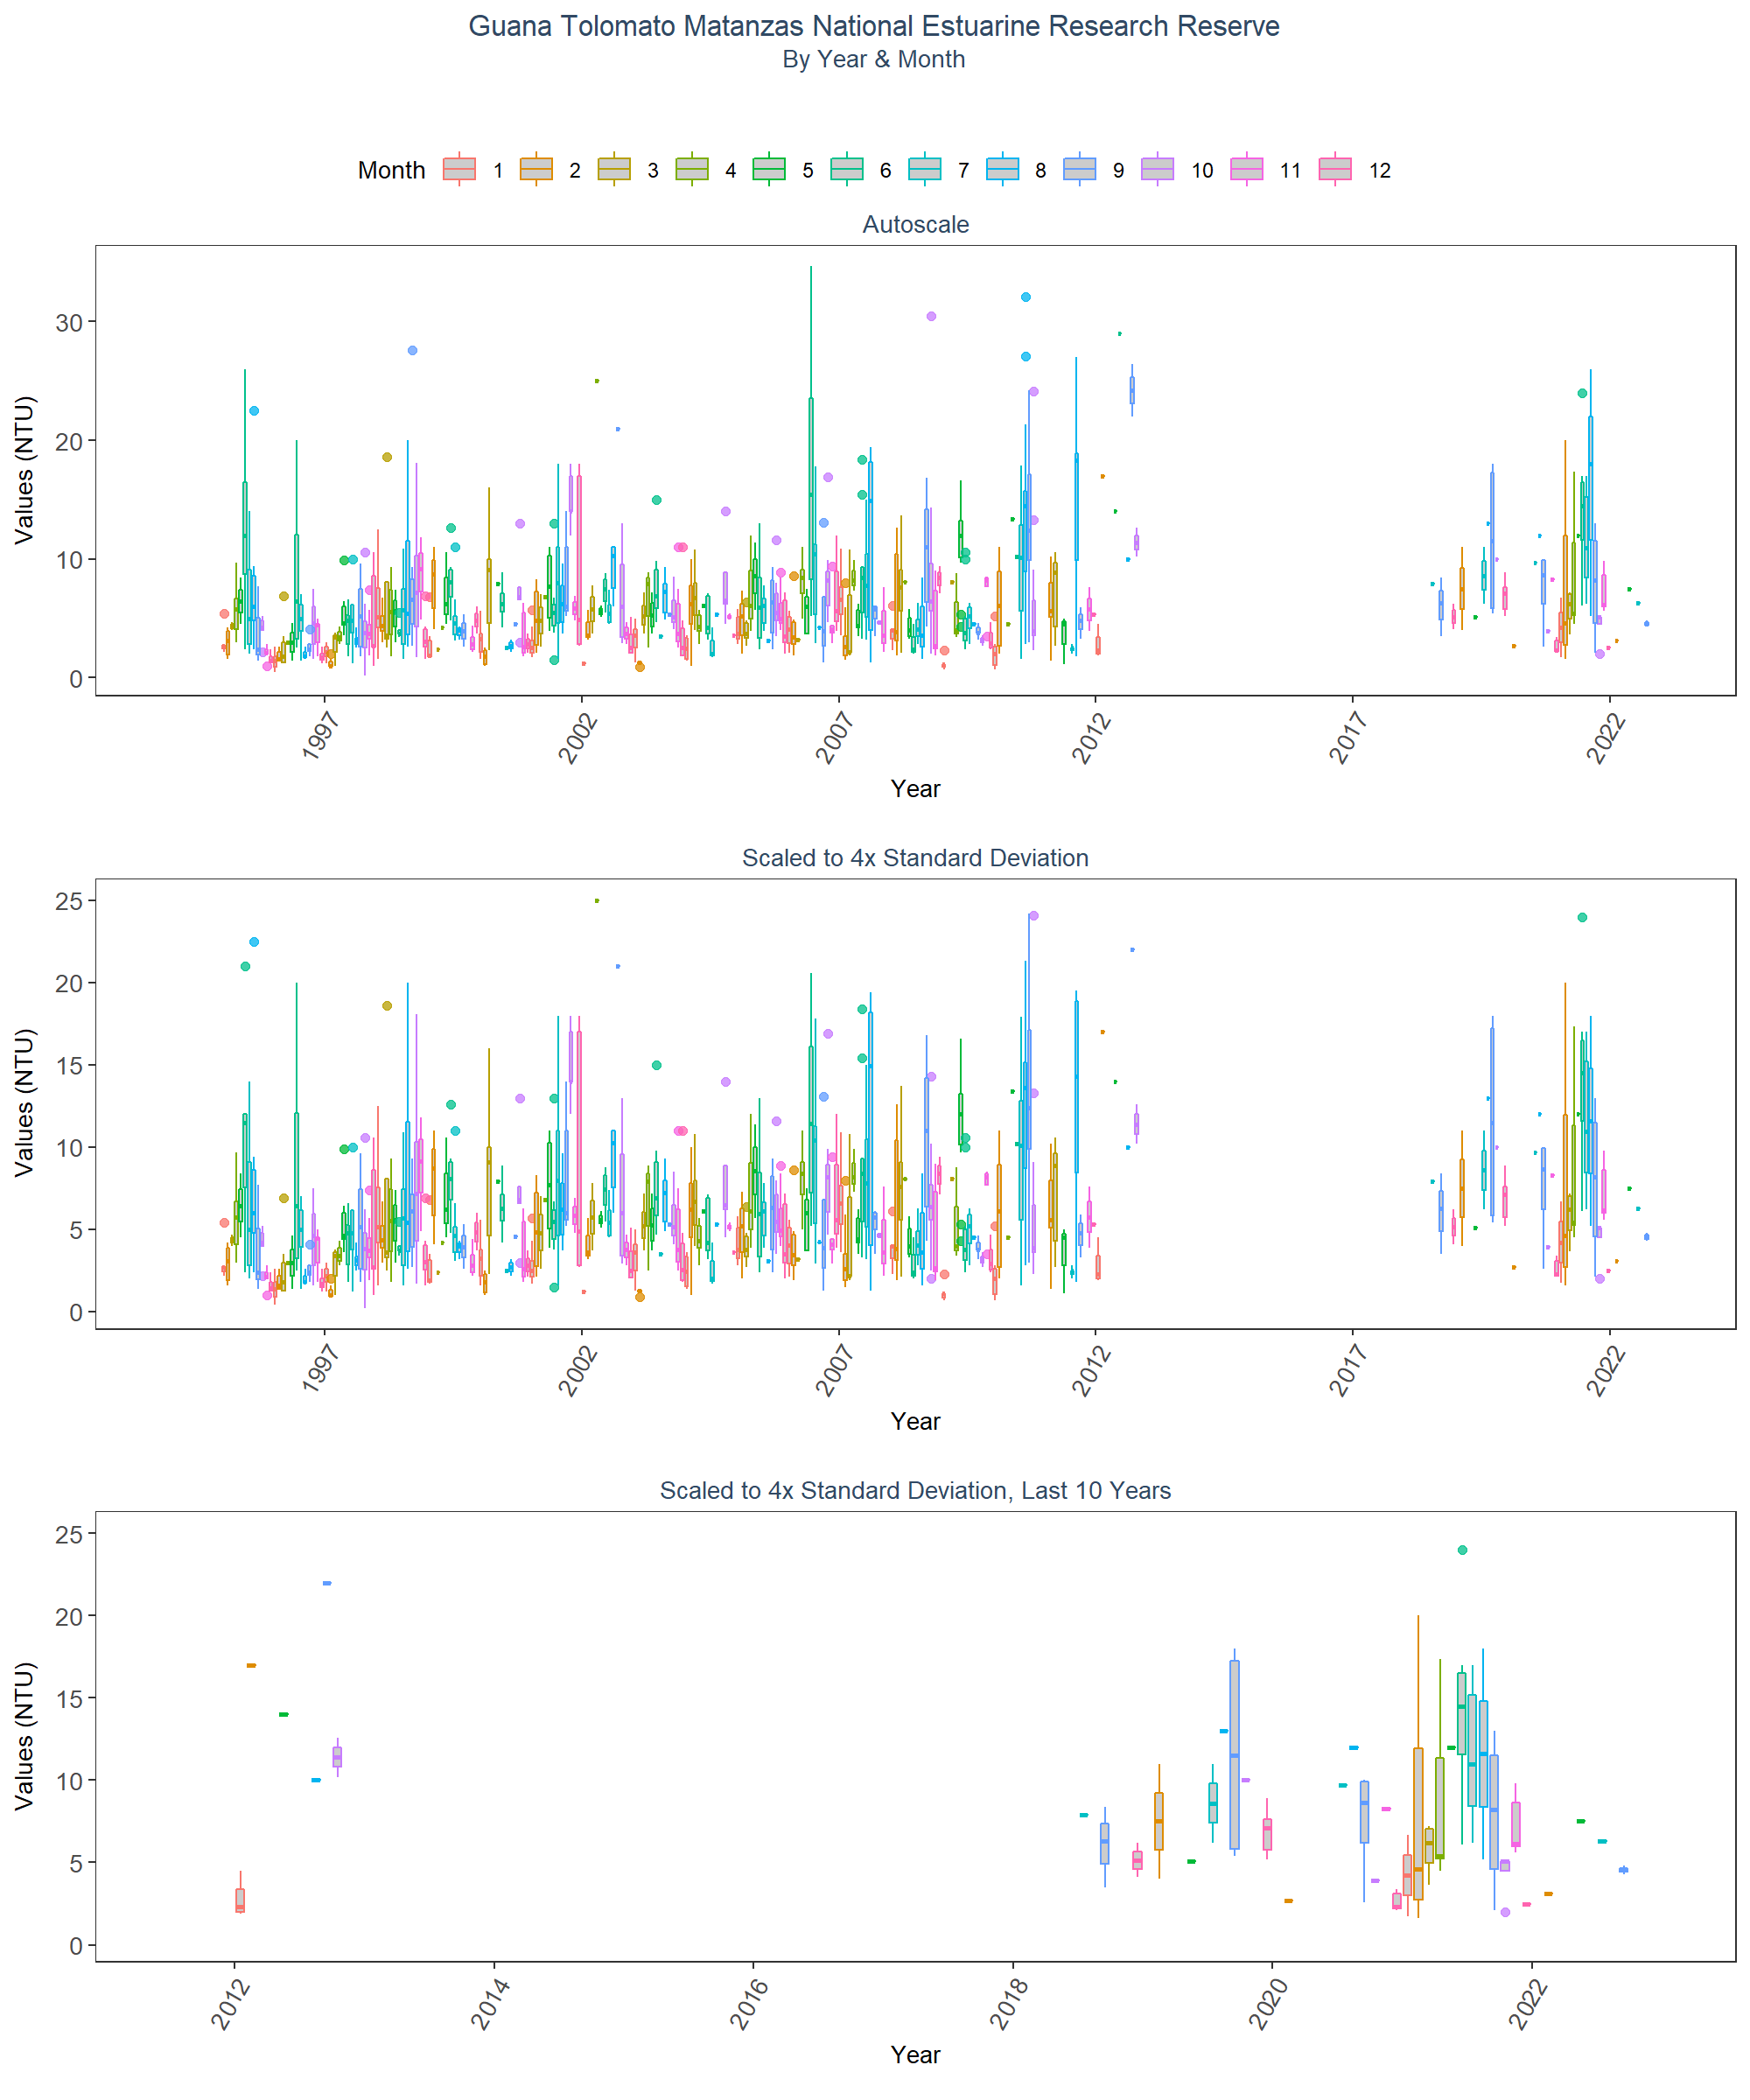 Guana Tolomato Matanzas National Estuarine Research Reserve
By Year & Month
Month 1 2 3 4 5 6 7 8 9 10 11 12
Autoscale
Values (NTU)
30
20
10
0
1997 2002 2007 2012 2017 2022
Year
Scaled to 4x Standard Deviation
Values (NTU)
25
20
15
10
5
0
1997 2002 2007 2012 2017 2022
Year
Scaled to 4x Standard Deviation, Last 10 Years
Values (NTU)
25
20
15
10
5
0
2012 2014 2016 2018 2020 2022
Year